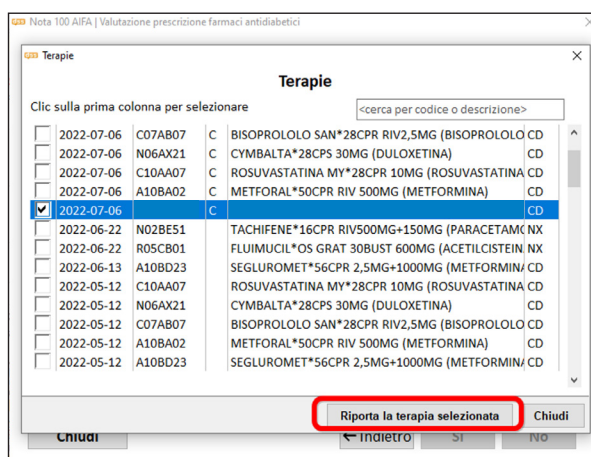 Nota 100 AIFA | Valutazione prescrizione farmaci antidiabetici
Terapie
Terapie
Clic sulla prima colonna per selezionare
<cerca per codice o descrizione>
2022-07-06 C07AB07 C BISOPROLOLO SAN*28CPR RIV2,5MG (BISOPROLOLO CD
2022-07-06 N06AX21 C CYMBALTA*28CPS 30MG (DULOXETINA) CD
2022-07-06 C10AA07 C ROSUVASTATINA MY*28CPR 10MG (ROSUVASTATINA CD
2022-07-06 A10BA02 C METFORAL*50CPR RIV 500MG (METFORMINA) CD
2022-07-06 C CD
2022-06-22 N02BE51 TACHIFENE*16CPR RIV500MG+150MG (PARACETAMO NX
2022-06-22 R05CB01 FLUIMUCIL*OS GRAT 30BUST 600MG (ACETILCISTEIN NX
2022-06-13 A10BD23 SEGLUROMET*56CPR 2,5MG+1000MG (METFORMINA CD
2022-05-12 C10AA07 ROSUVASTATINA MY*28CPR 10MG (ROSUVASTATINA CD
2022-05-12 N06AX21 CYMBALTA*28CPS 30MG (DULOXETINA) CD
2022-05-12 C07AB07 BISOPROLOLO SAN*28CPR RIV2,5MG (BISOPROLOLO CD
2022-05-12 A10BA02 METFORAL*50CPR RIV 500MG (METFORMINA) CD
2022-05-12 A10BD23 SEGLUROMET*56CPR 2,5MG+1000MG (METFORMINA CD
Riporta la terapia selezionata Chiudi
Chiudi ←Indietro Sì No